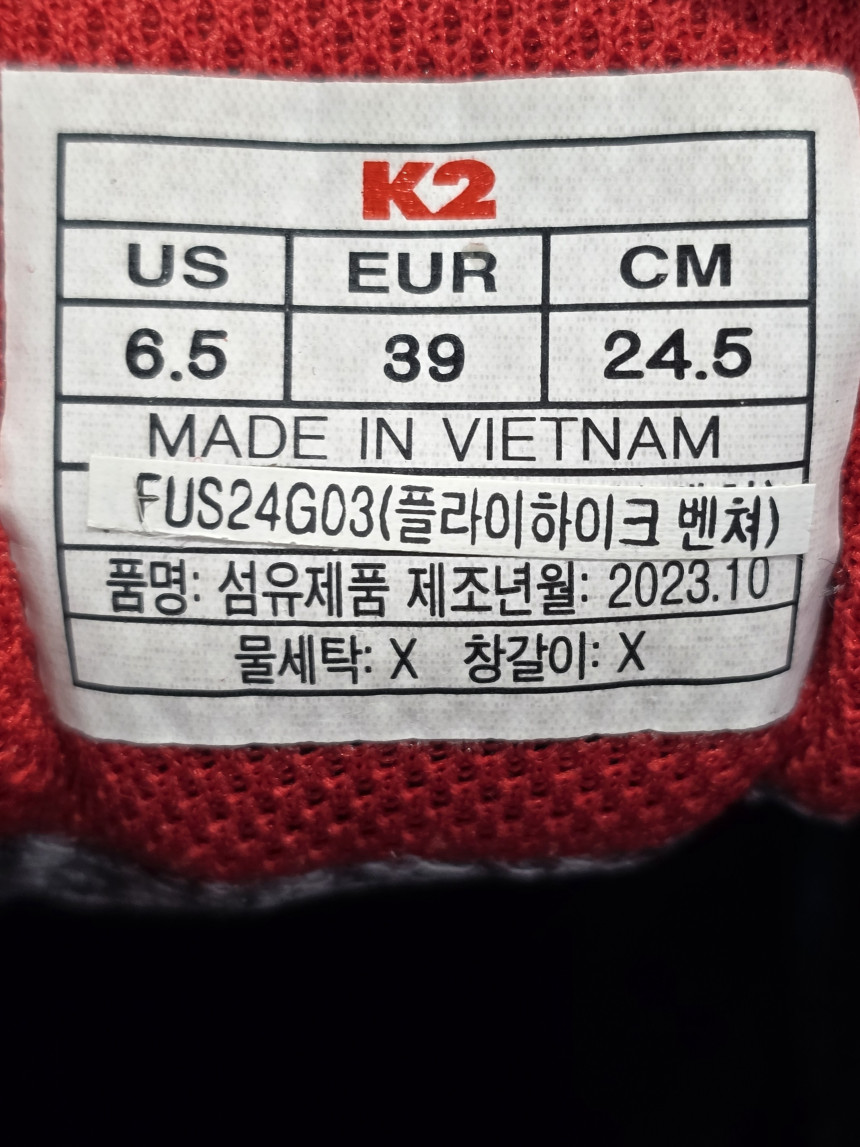 K2
US EUR CM
6.5 39 24.5
MADE IN VIETNAM
FUS24G03(플라이하이크 벤쳐)
품명: 섬유제품 제조년월: 2023.10
물세탁: X 창갈이: X